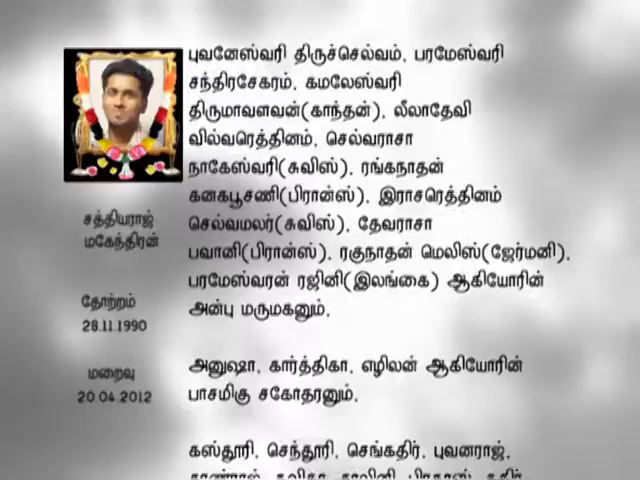 புவனேஸ்வரி திருச்செல்வம், பரமேஸ்வரி
சந்திரசேகரம், கமலேஸ்வரி
திருமாவளவன்(காந்தன்), லீலாதேவி
வில்வரெத்தினம், செல்வராசா
நாகேஸ்வரி(சுவிஸ்), ரங்கநாதன்
கனகபூசணி(பிரான்ஸ்), இராசரெத்தினம்
செல்வமலர்(சுவிஸ்), தேவராசா
பவானி(பிரான்ஸ்), ரகுநாதன் மெலிஸ்(ஜேர்மனி),
பரமேஸ்வரன் ரஜினி(இலங்கை) ஆகியோரின்
அன்பு மருமகனும்,
அனுஷா, கார்த்திகா, எழிலன் ஆகியோரின்
பாசமிகு சகோதரனும்,
கஸ்தூரி, செந்தூரி, செங்கதிர், புவனராஜ்,
சத்தியராஜ்
மகேந்திரன்
தோற்றம்
28.11.1990
மறைவு
20.04.2012